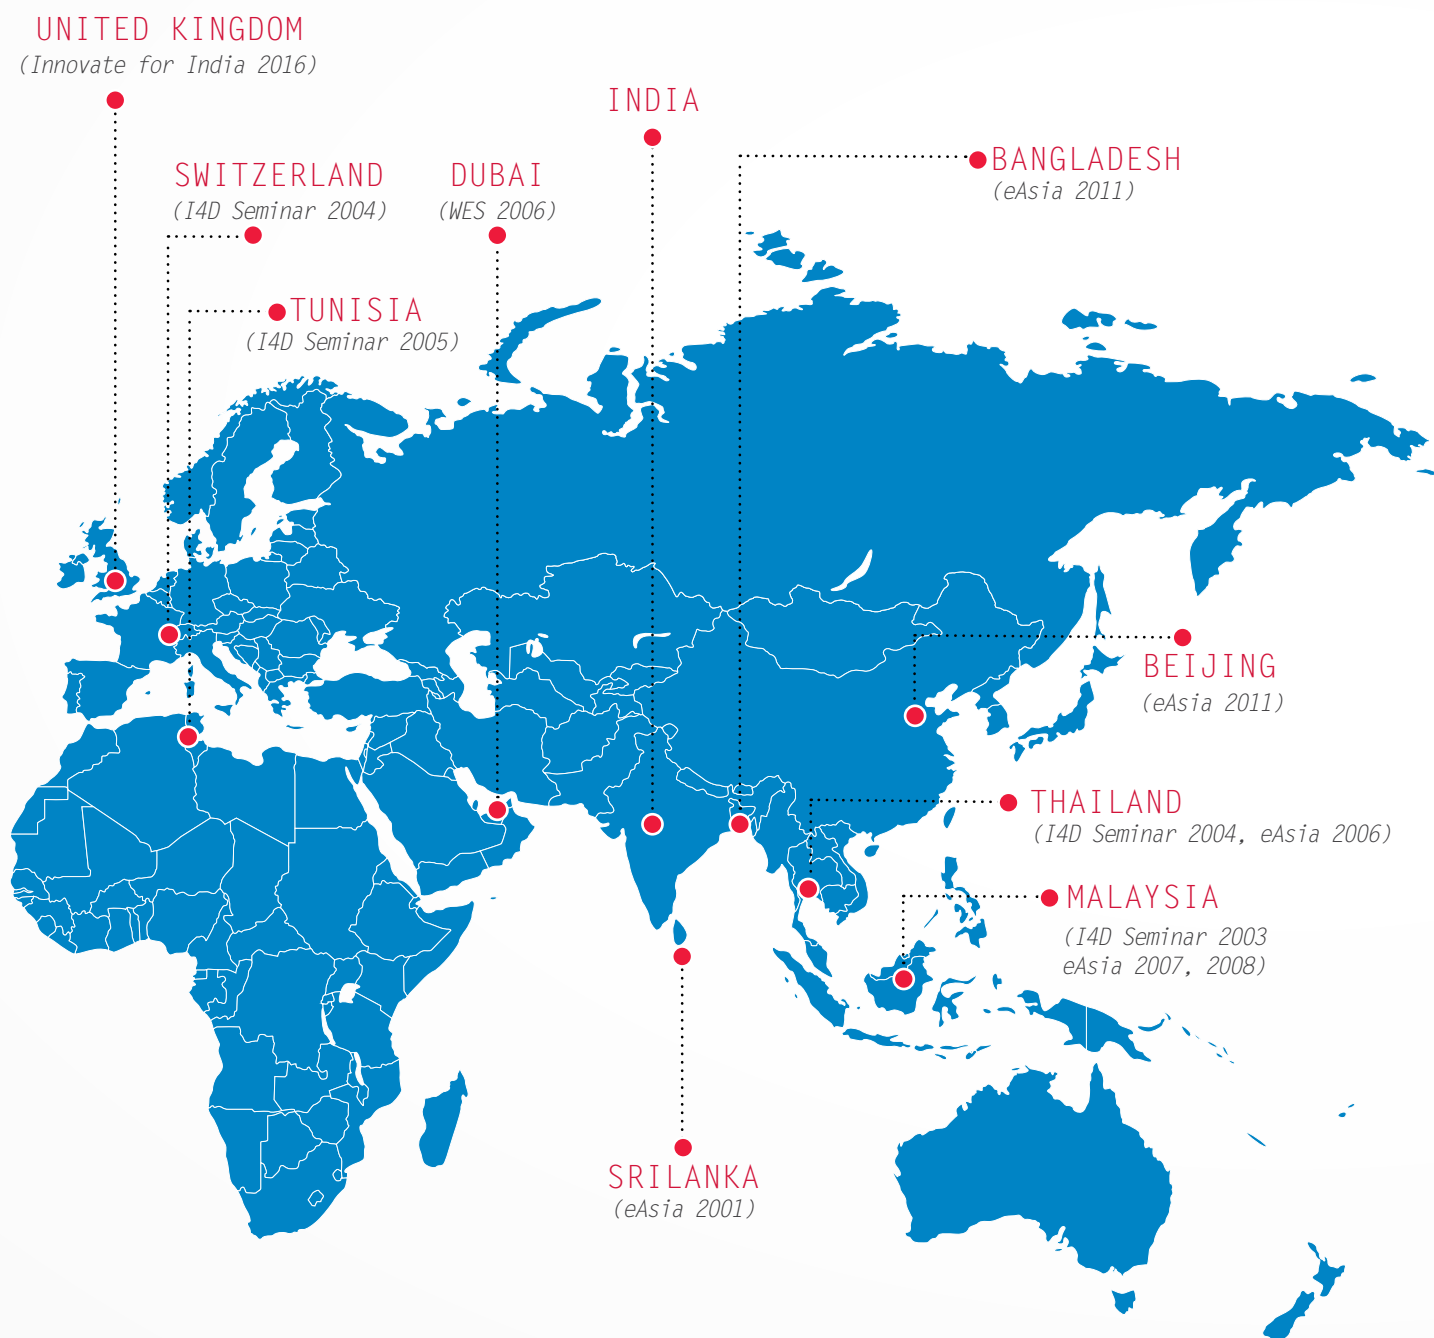 UNITED KINGDOM
(Innovate for India 2016)
INDIA
BANGLADESH
(eAsia 2011)
SWITZERLAND
(I4D Seminar 2004)
DUBAI
(WES 2006)
TUNISIA
(I4D Seminar 2005)
BEIJING
(eAsia 2011)
THAILAND
(I4D Seminar 2004, eAsia 2006)
MALAYSIA
(I4D Seminar 2003
eAsia 2007, 2008)
SRILANKA
(eAsia 2001)